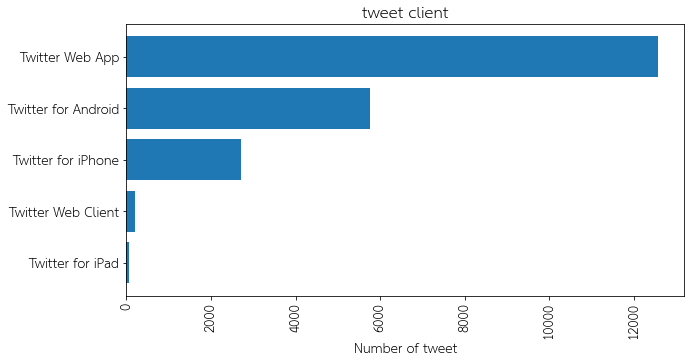 tweet client
Twitter Web App
Twitter for Android
Twitter for iPhone
Twitter Web Client
Twitter for iPad
0
2000
4000
6000
8000
10000
12000
Number of tweet